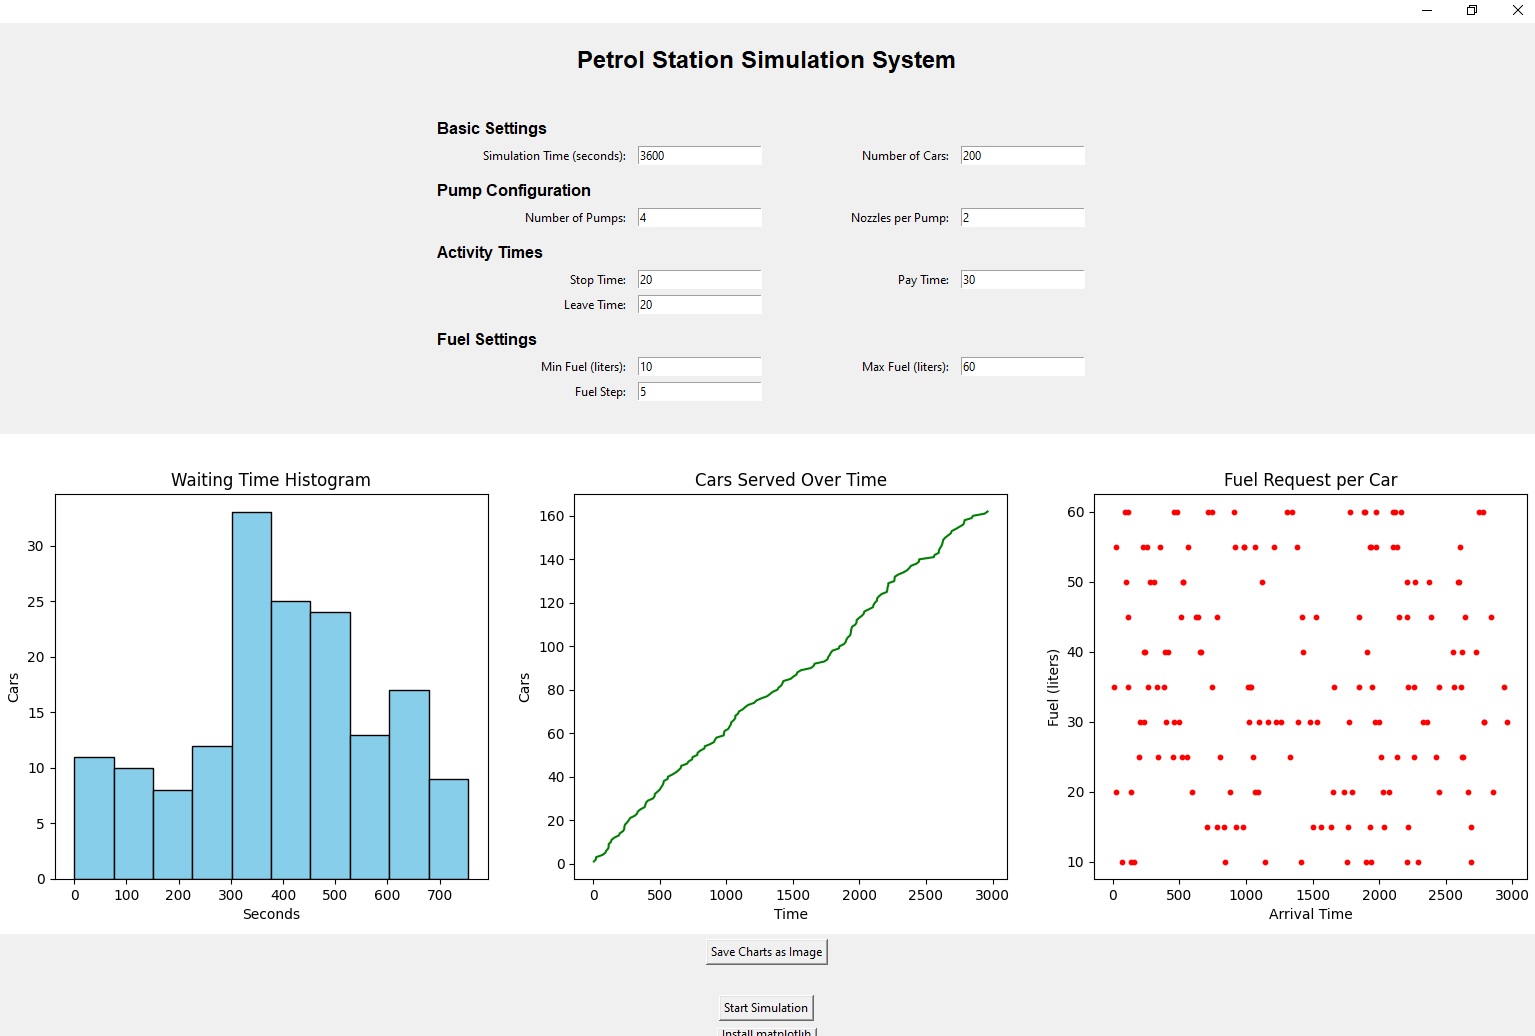 Petrol Station Simulation System
Basic Settings
Simulation Time (seconds): 3600 Number of Cars: 200
Pump Configuration
Number of Pumps: 4 Nozzles per Pump: 2
Activity Times
Stop Time: 20 Pay Time: 30
Leave Time: 20
Fuel Settings
Min Fuel (liters): 10 Max Fuel (liters): 60
Fuel Step: 5
Waiting Time Histogram
30
25
20
15
10
5
0
Cars
0 100 200 300 400 500 600 700
Seconds
Cars Served Over Time
160
140
120
100
80
60
40
20
0
Cars
0 500 1000 1500 2000 2500 3000
Time
Fuel Request per Car
60
50
40
30
20
10
Fuel (liters)
0 500 1000 1500 2000 2500 3000
Arrival Time
Save Charts as Image
Start Simulation
Install matplotlib